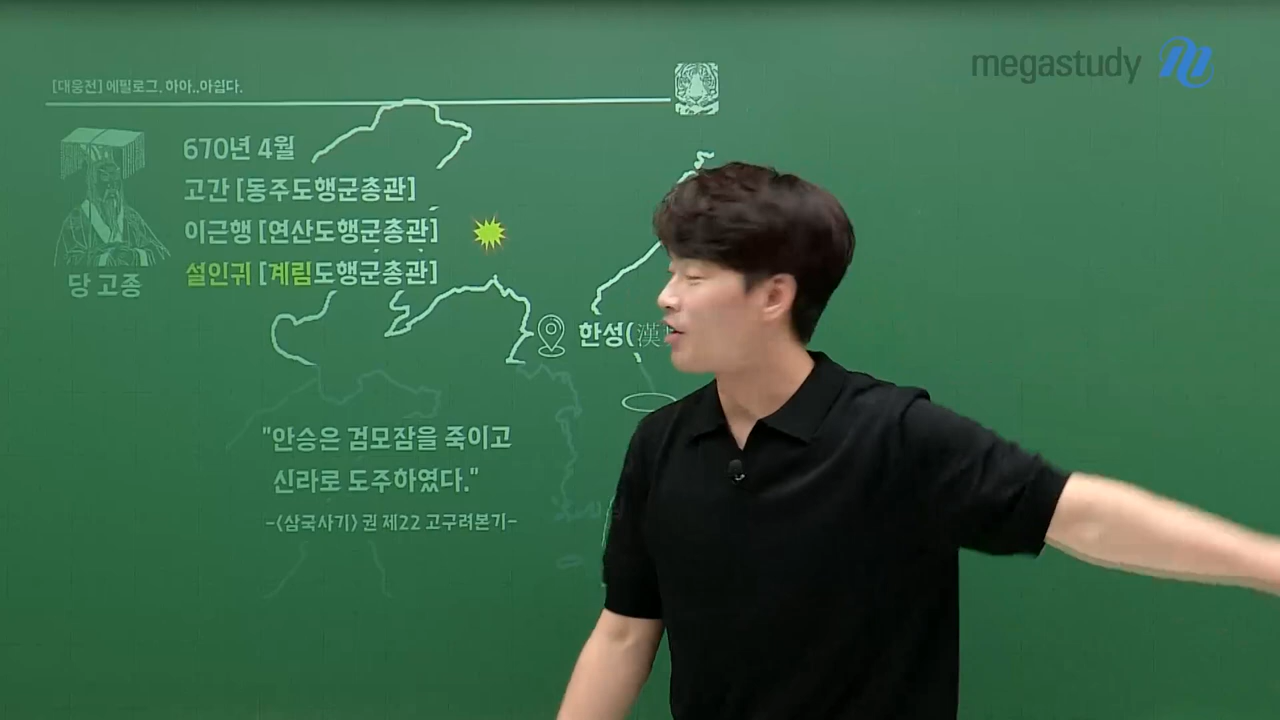 megastudy
[대웅전] 에필로그. 하아..아쉽다.
670년 4월
고간 [동주도행군총관]
이근행 [연산도행군총관]
설인귀 [계림도행군총관]
당 고종
한성(漢
"안승은 검모잠을 죽이고
신라로 도주하였다."
-<삼국사기> 권 제22 고구려본기-